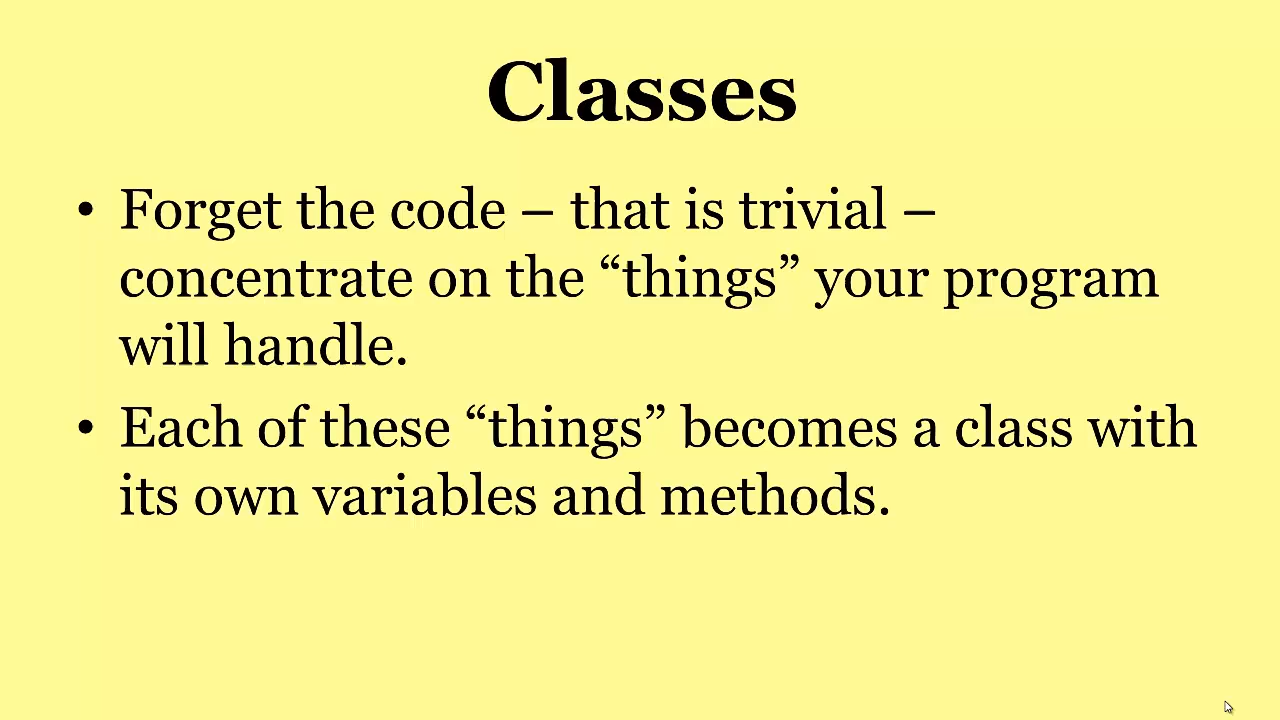 Classes
• Forget the code – that is trivial –
concentrate on the “things” your program
will handle.
• Each of these “things” becomes a class with
its own variables and methods.